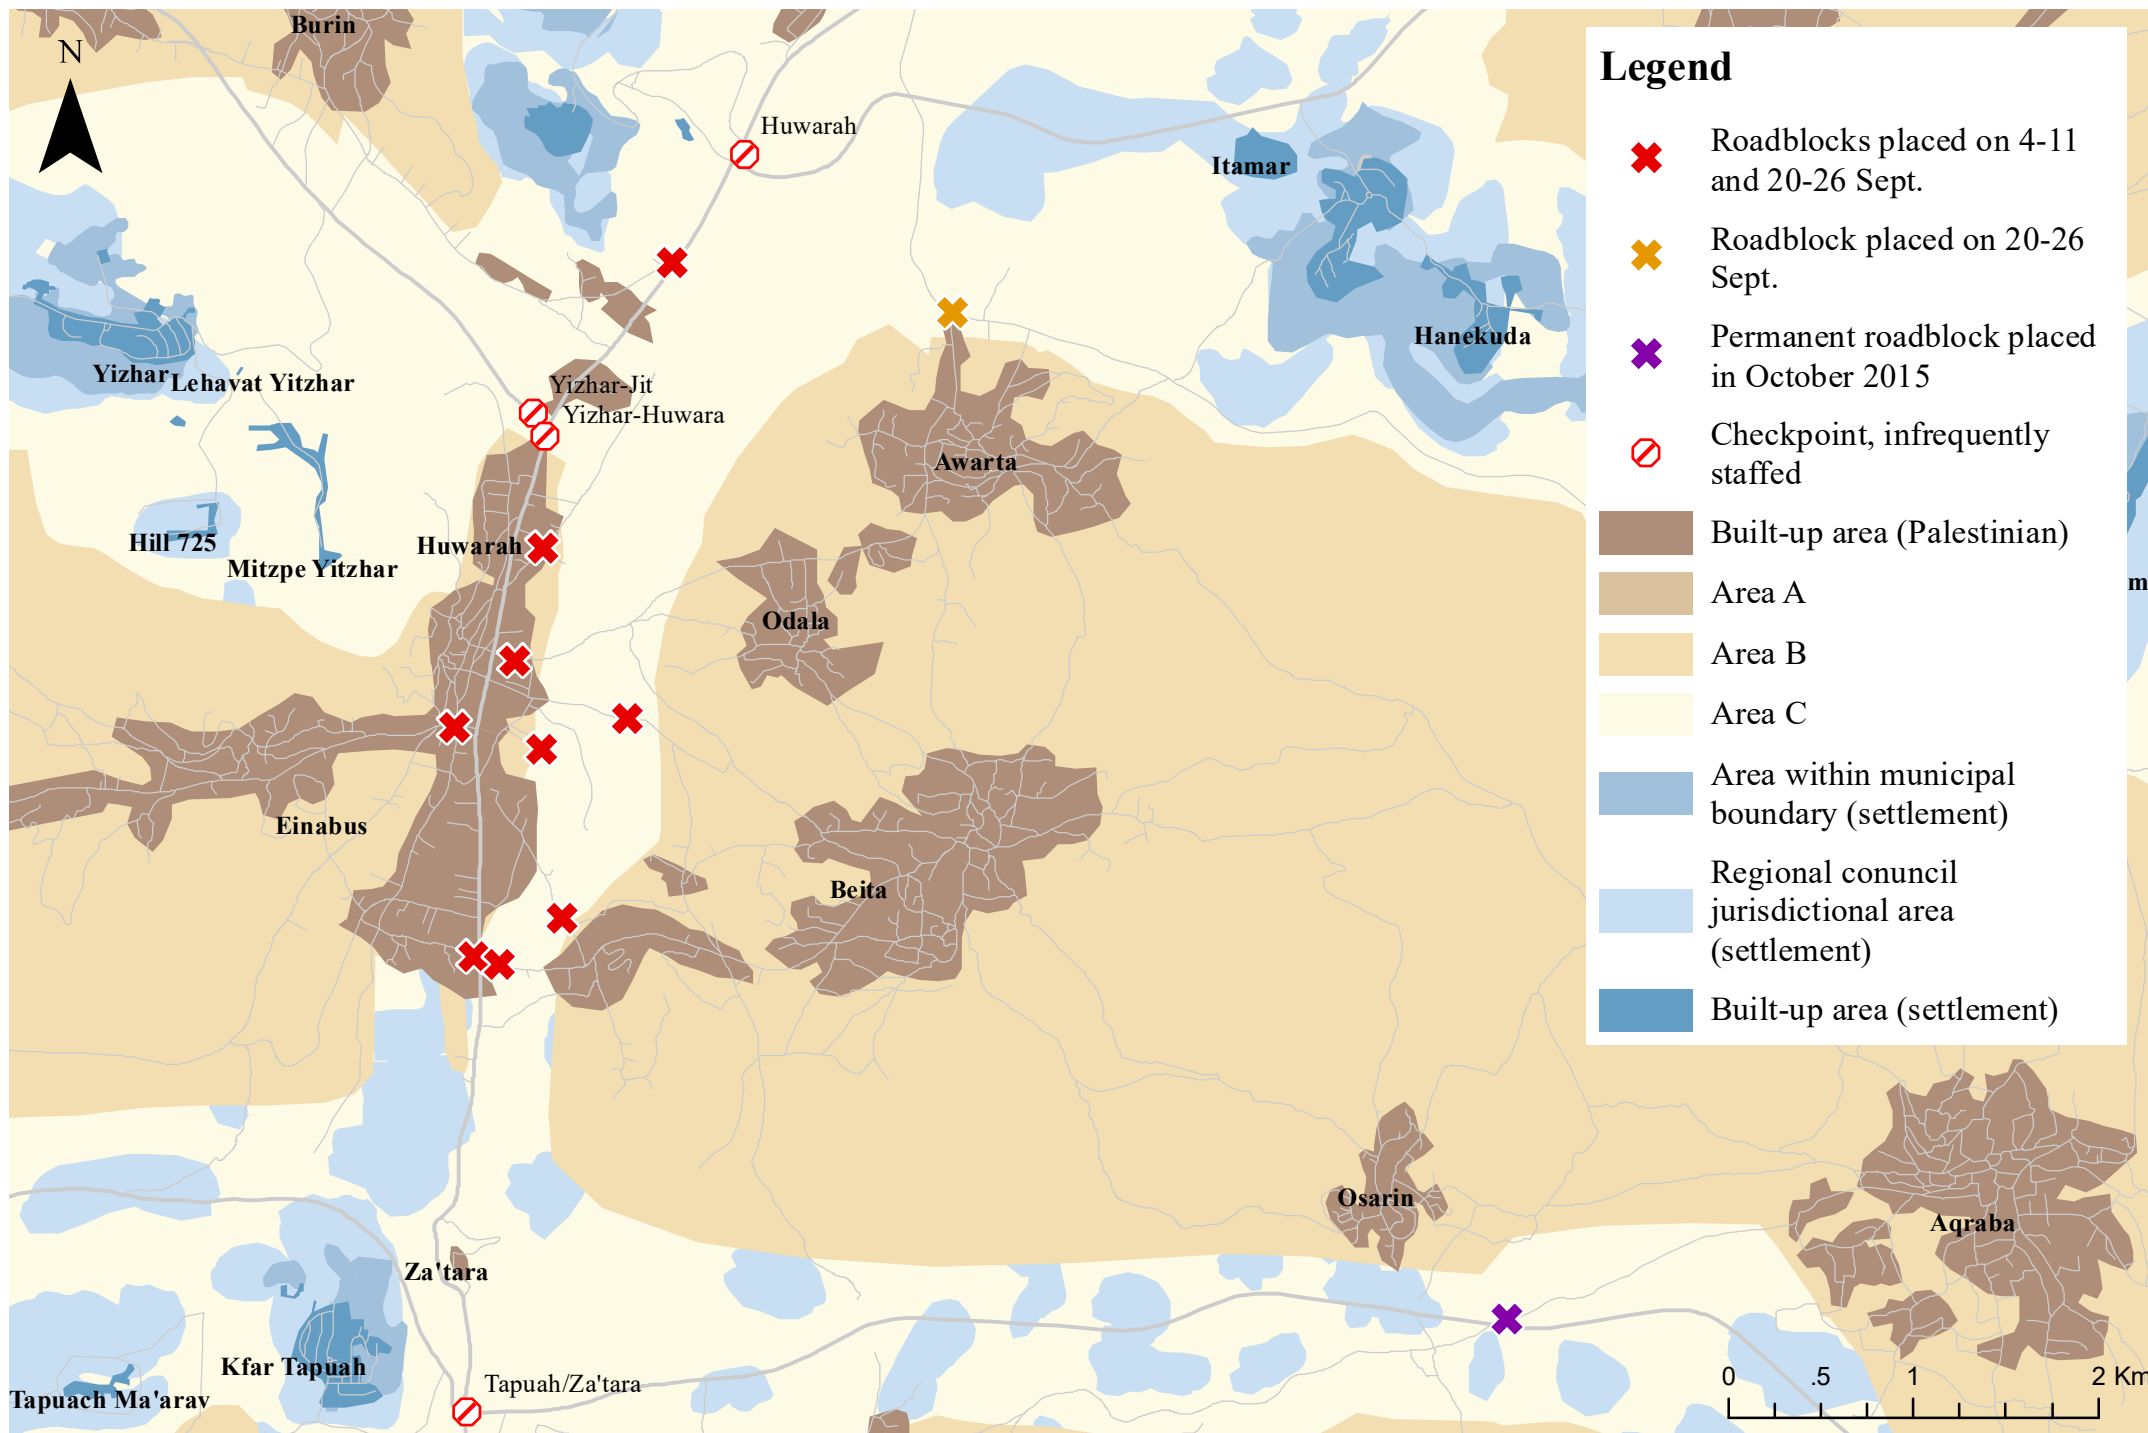 Burin
N
Huwarah
Itamar
Hanekuda
Yizhar
Lehavat Yitzhar
Yizhar-Jit
Yizhar-Huwara
Awarta
Hill 725
Huwarah
Mitzpe Yitzhar
Odala
Einabus
Beita
Osarin
Aqraba
Za'tara
Kfar Tapuah
Tapuach Ma'arav
Tapuah/Za'tara
Legend
Roadblocks placed on 4-11
and 20-26 Sept.
Roadblock placed on 20-26
Sept.
Permanent roadblock placed
in October 2015
Checkpoint, infrequently
staffed
Built-up area (Palestinian)
Area A
Area B
Area C
Area within municipal
boundary (settlement)
Regional conuncil
jurisdictional area
(settlement)
Built-up area (settlement)
m
0 .5 1 2 Km